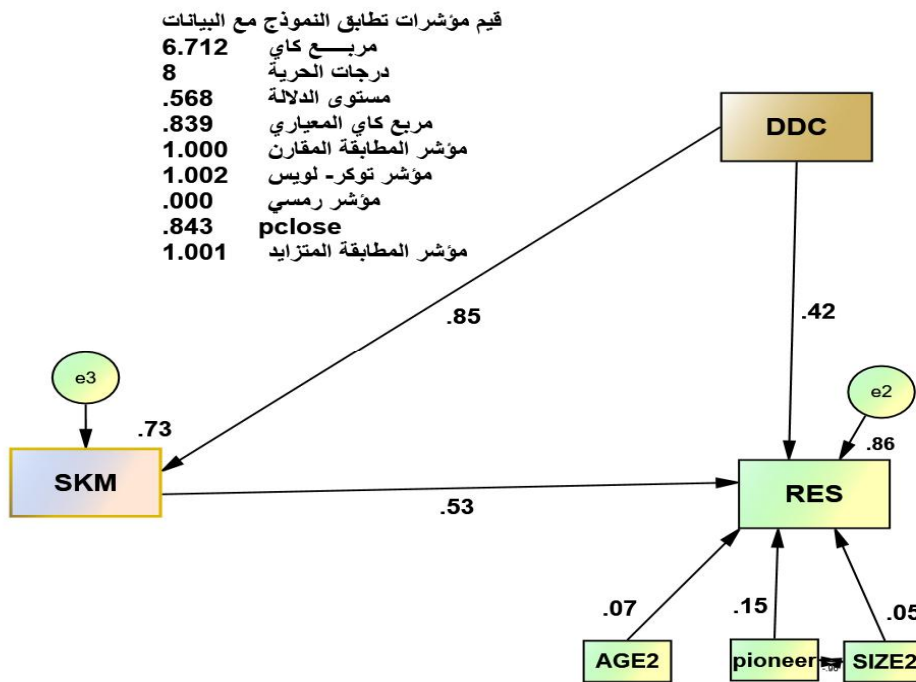 قيم مؤشرات تطابق النموذج مع البيانات
مربـــــع كاي 6.712
درجات الحرية 8
مستوى الدلالة .568
مربع كاي المعياري .839
مؤشر المطابقة المقارن 1.000
مؤشر توكر- لويس 1.002
مؤشر رمسي .000
pclose .843
مؤشر المطابقة المتزايد 1.001
DDC
.85
.42
e3
e2
.73
.86
SKM
RES
.53
.07
.15
.05
AGE2
pioneer
SIZE2